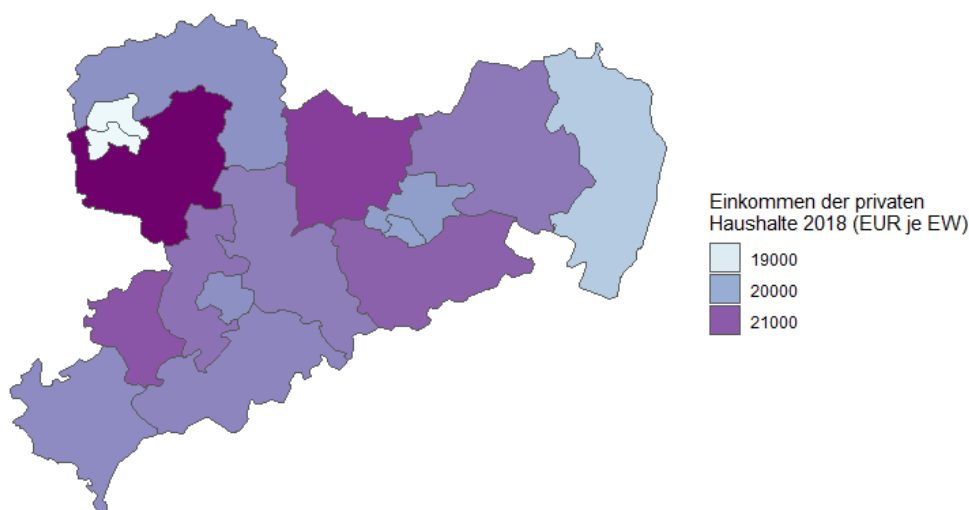 Einkommen der privaten
Haushalte 2018 (EUR je EW)
19000
20000
21000